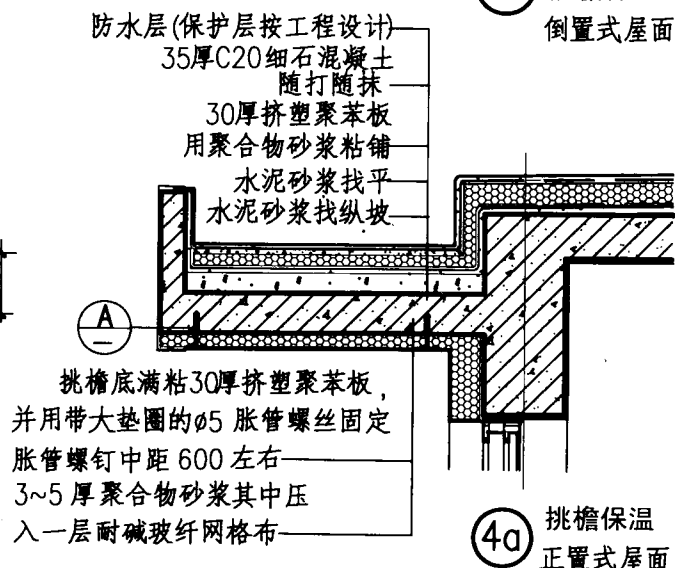 倒置式屋面
防水层(保护层按工程设计)
35厚C20细石混凝土
随打随抹
30厚挤塑聚苯板
用聚合物砂浆粘铺
水泥砂浆找平
水泥砂浆找纵坡
A
挑檐底满粘30厚挤塑聚苯板,
并用带大垫圈的ø5 胀管螺丝固定
胀管螺钉中距 600 左右
3~5 厚聚合物砂浆其中压
入一层耐碱玻纤网格布
4a 挑檐保温
正置式屋面